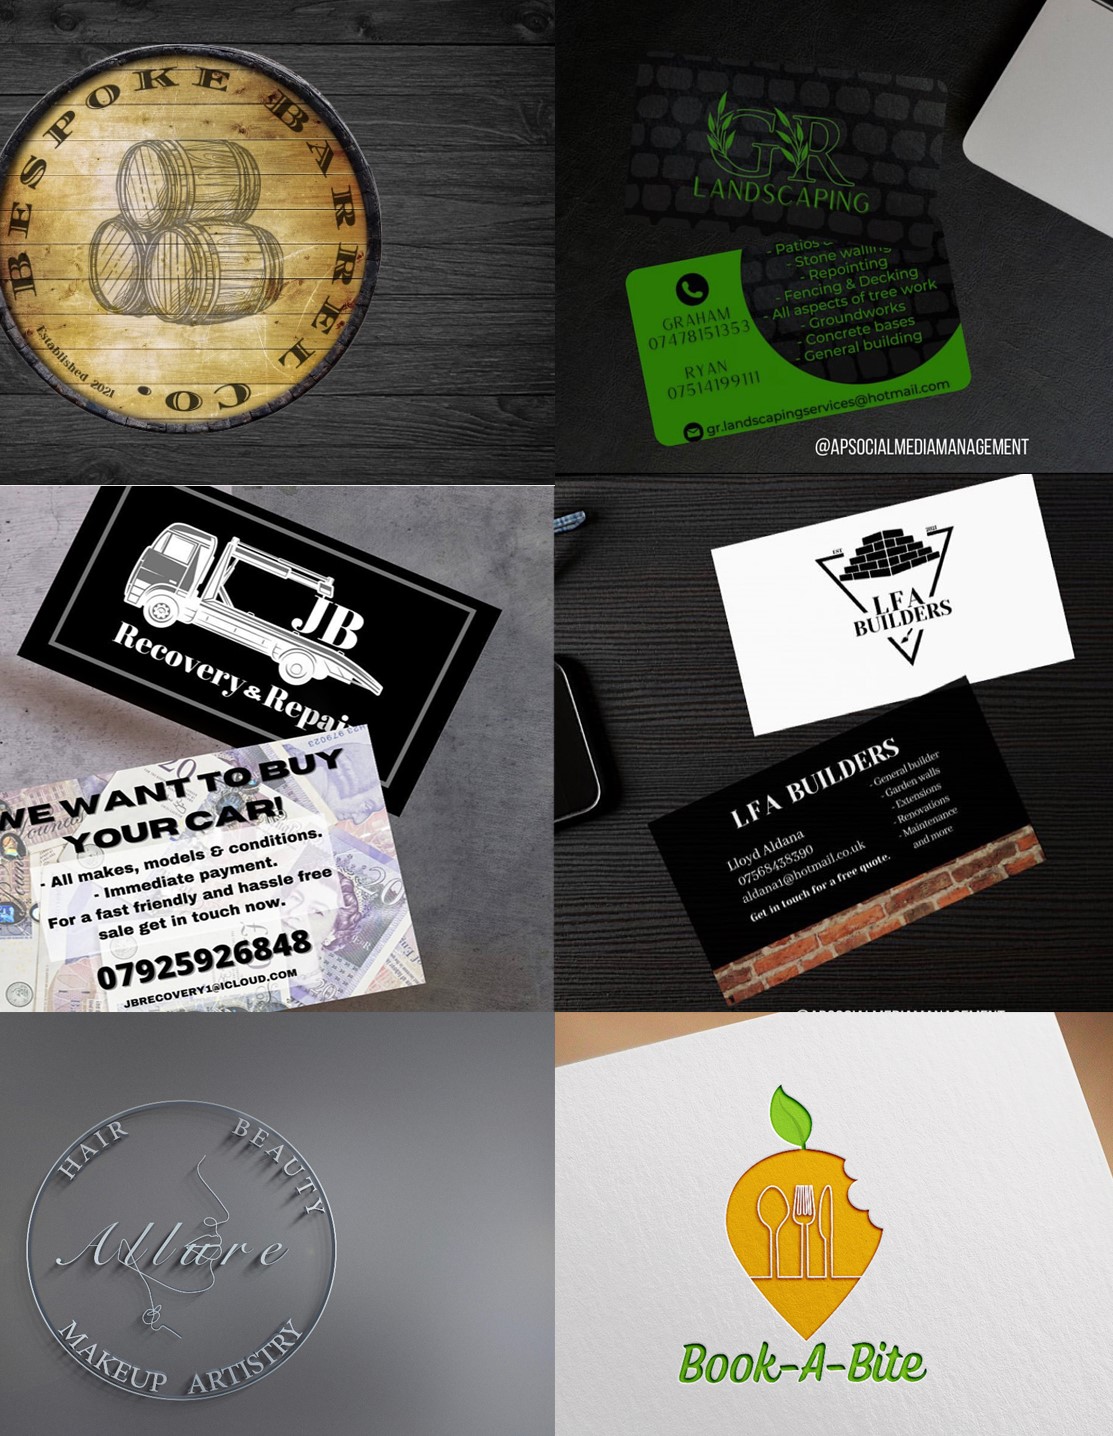 BESPOKE BARREL CO.
Established 2021
GR
LANDSCAPING
- Patios &
- Stone walling
- Repointing
- Fencing & Decking
- All aspects of tree work
- Groundworks
- Concrete bases
- General building
GRAHAM
07478151353
RYAN
07514199111
gr.landscapingservices@hotmail.com
@APSOCIALMEDIAMANAGEMENT
JB
Recovery & Repair
WE WANT TO BUY
YOUR CAR!
- All makes, models & conditions.
- Immediate payment.
For a fast friendly and hassle free
sale get in touch now.
07925926848
JBRECOVERY1@ICLOUD.COM
EST
2021
LFA
BUILDERS
LFA BUILDERS
Lloyd Aldana
07568438390
aldana1@hotmail.co.uk
Get in touch for a free quote.
- General builder
- Garden walls
- Extensions
- Renovations
- Maintenance
and more
@APSOCIALMEDIAMANAGEMENT
HAIR
BEAUTY
Allure
MAKEUP ARTISTRY
Book-A-Bite